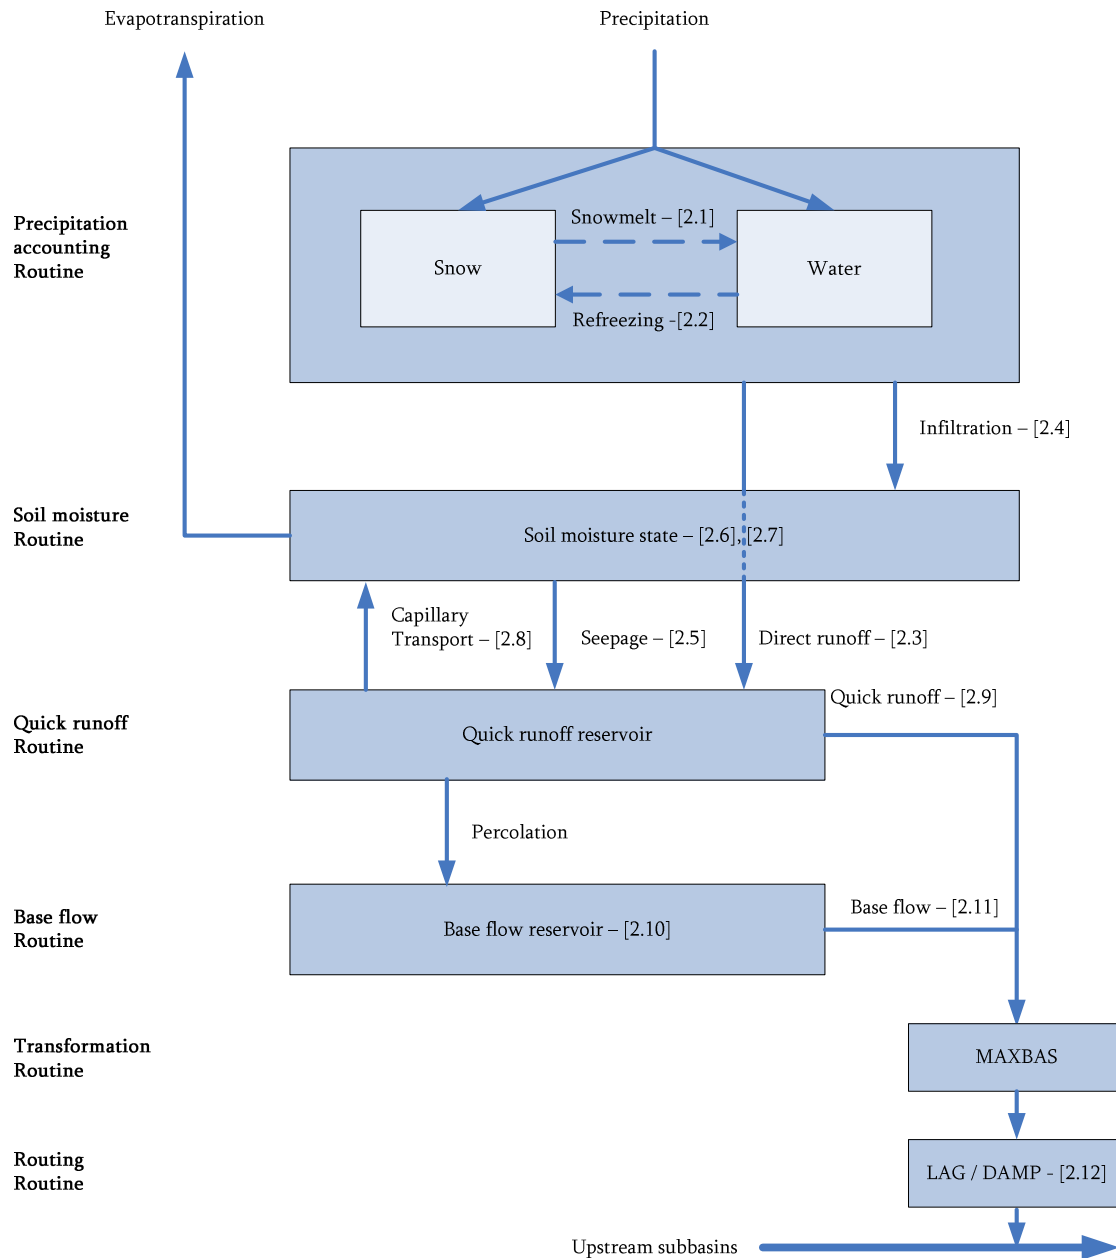 Evapotranspiration
Precipitation
Precipitation
accounting
Routine
Snowmelt – [2.1]
Snow
Water
Refreezing -[2.2]
Infiltration – [2.4]
Soil moisture
Routine
Soil moisture state – [2.6], [2.7]
Capillary
Transport – [2.8]
Seepage – [2.5]
Direct runoff – [2.3]
Quick runoff – [2.9]
Quick runoff
Routine
Quick runoff reservoir
Percolation
Base flow
Routine
Base flow reservoir – [2.10]
Base flow – [2.11]
Transformation
Routine
MAXBAS
Routing
Routine
LAG / DAMP - [2.12]
Upstream subbasins